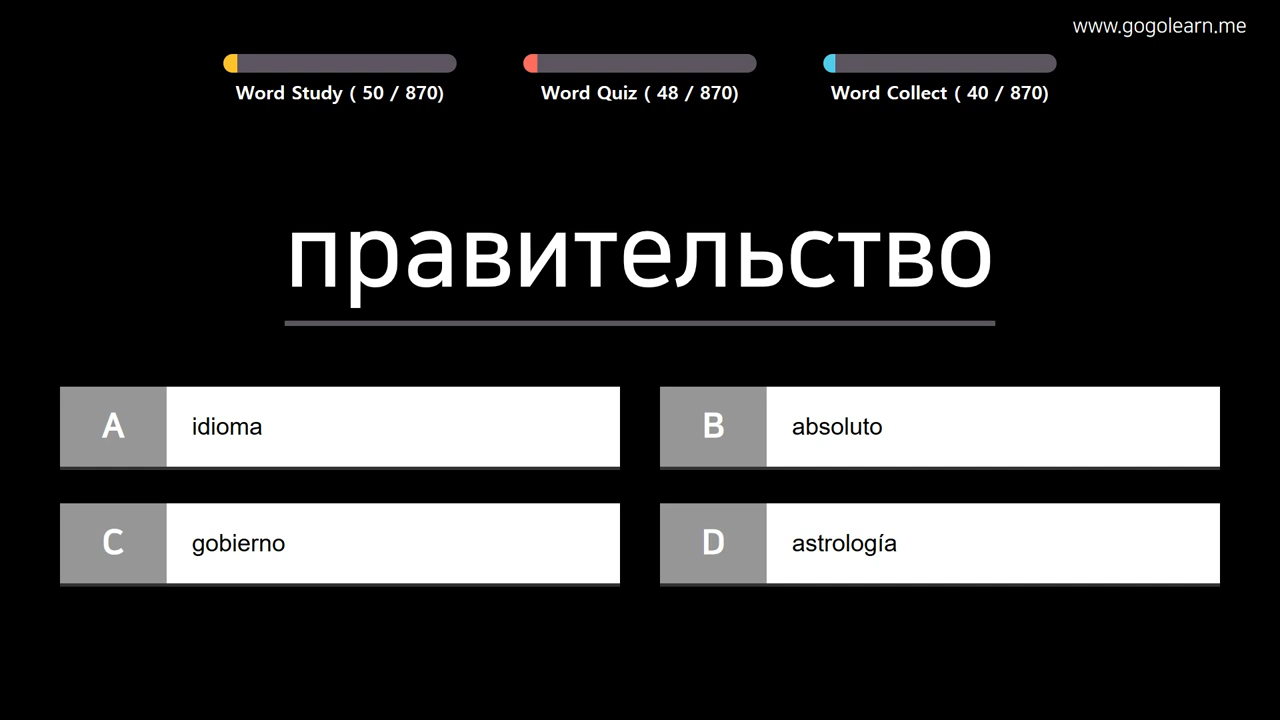 www.gogolearn.me
Word Study ( 50 / 870)
Word Quiz ( 48 / 870)
Word Collect ( 40 / 870)
правительство
A idioma
B absoluto
C gobierno
D astrología